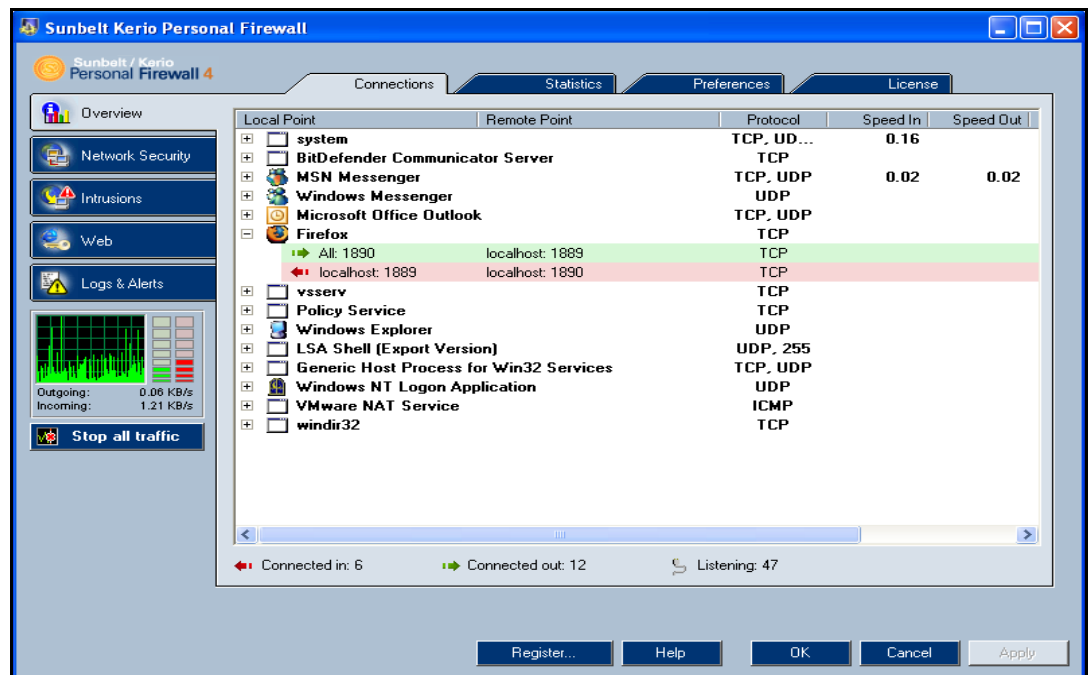 Sunbelt Kerio Personal Firewall
Sunbelt / Kerio
Personal Firewall 4
Connections Statistics Preferences License
Overview
Network Security
Intrusions
Web
Logs & Alerts
Outgoing: 0.06 KB/s
Incoming: 1.21 KB/s
Stop all traffic
Local Point Remote Point Protocol Speed In Speed Out
system TCP, UD... 0.16
BitDefender Communicator Server TCP
MSN Messenger TCP, UDP 0.02 0.02
Windows Messenger UDP
Microsoft Office Outlook TCP, UDP
Firefox TCP
All: 1890 localhost: 1889 TCP
localhost: 1889 localhost: 1890 TCP
vsserv TCP
Policy Service TCP
Windows Explorer UDP
LSA Shell (Export Version) UDP, 255
Generic Host Process for Win32 Services TCP, UDP
Windows NT Logon Application UDP
VMware NAT Service ICMP
windir32 TCP
Connected in: 6 Connected out: 12 Listening: 47
Register... Help OK Cancel Apply